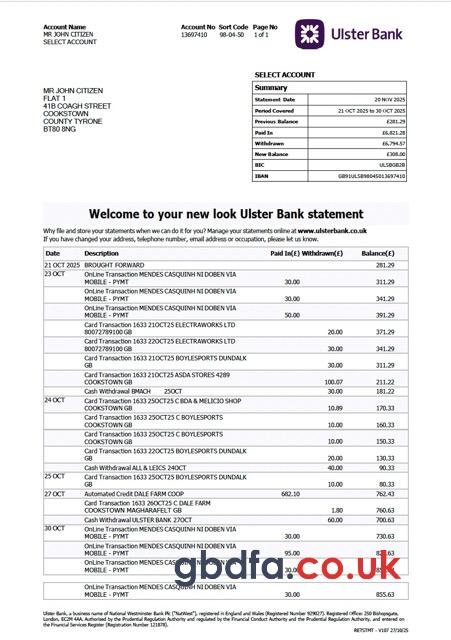 Account Name Account No Sort Code Page No
MR JOHN CITIZEN 13697410 98-04-50 1 of 1
SELECT ACCOUNT
Ulster Bank
SELECT ACCOUNT
Summary
Statement Date 20 NOV 2025
Period Covered 21 OCT 2025 to 30 OCT 2025
Previous Balance £281.29
Paid In £6,821.28
Withdrawn £6,794.57
New Balance £308.00
BIC ULSBGB2B
IBAN GB91ULSB98045013697410
MR JOHN CITIZEN
FLAT 1
41B COAGH STREET
COOKSTOWN
COUNTY TYRONE
BT80 8NG
Welcome to your new look Ulster Bank statement
Why file and store your statements when we can do it for you? Manage your statements online at www.ulsterbank.co.uk
If you have changed your address, telephone number, email address or occupation, please let us know.
Date Description Paid In(£) Withdrawn(£) Balance(£)
21 OCT 2025 BROUGHT FORWARD 281.29
23 OCT OnLine Transaction MENDES CASQUINH NI DOBEN VIA
MOBILE - PYMT 30.00 311.29
OnLine Transaction MENDES CASQUINH NI DOBEN VIA
MOBILE - PYMT 30.00 341.29
OnLine Transaction MENDES CASQUINH NI DOBEN VIA
MOBILE - PYMT 50.00 391.29
Card Transaction 1633 21OCT25 ELECTRAWORKS LTD
80072789100 GB 20.00 371.29
Card Transaction 1633 22OCT25 ELECTRAWORKS LTD
80072789100 GB 30.00 341.29
Card Transaction 1633 21OCT25 BOYLESPORTS DUNDALK
GB 30.00 311.29
Card Transaction 1633 21OCT25 ASDA STORES 4289
COOKSTOWN GB 100.07 211.22
Cash Withdrawal BMACH 25OCT 30.00 181.22
24 OCT Card Transaction 1633 25OCT25 C BDA & MELICIO SHOP
COOKSTOWN GB 10.89 170.33
Card Transaction 1633 25OCT25 C BOYLESPORTS
COOKSTOWN GB 10.00 160.33
Card Transaction 1633 25OCT25 C BOYLESPORTS
COOKSTOWN GB 10.00 150.33
Card Transaction 1633 22OCT25 BOYLESPORTS DUNDALK
GB 20.00 130.33
Cash Withdrawal ALL & LEICS 24OCT 40.00 90.33
25 OCT Card Transaction 1633 22OCT25 BOYLESPORTS DUNDALK
GB 10.00 80.33
27 OCT Automated Credit DALE FARM COOP 682.10 762.43
Card Transaction 1633 26OCT25 C DALE FARM
COOKSTOWN MAGHARAFELT GB 1.80 760.63
Cash Withdrawal ULSTER BANK 27OCT 60.00 700.63
30 OCT OnLine Transaction MENDES CASQUINH NI DOBEN VIA
MOBILE - PYMT 30.00 730.63
OnLine Transaction MENDES CASQUINH NI DOBEN VIA
MOBILE - PYMT 95.00
OnLine Transaction MENDES CASQUINH NI DOBEN VIA
MOBILE - PYMT
gbdfa.co.uk
OnLine Transaction MENDES CASQUINH NI DOBEN VIA
MOBILE - PYMT 30.00 855.63
Ulster Bank, a business name of National Westminster Bank Plc ("NatWest"), registered in England and Wales (Registered Number 929027). Registered Office: 250 Bishopsgate,
London, EC2M 4AA. Authorised by the Prudential Regulation Authority and regulated by the Financial Conduct Authority and the Prudential Regulation Authority, and entered on
the Financial Services Register (Registration Number 121878).
RETSTMT - V107 27/10/25